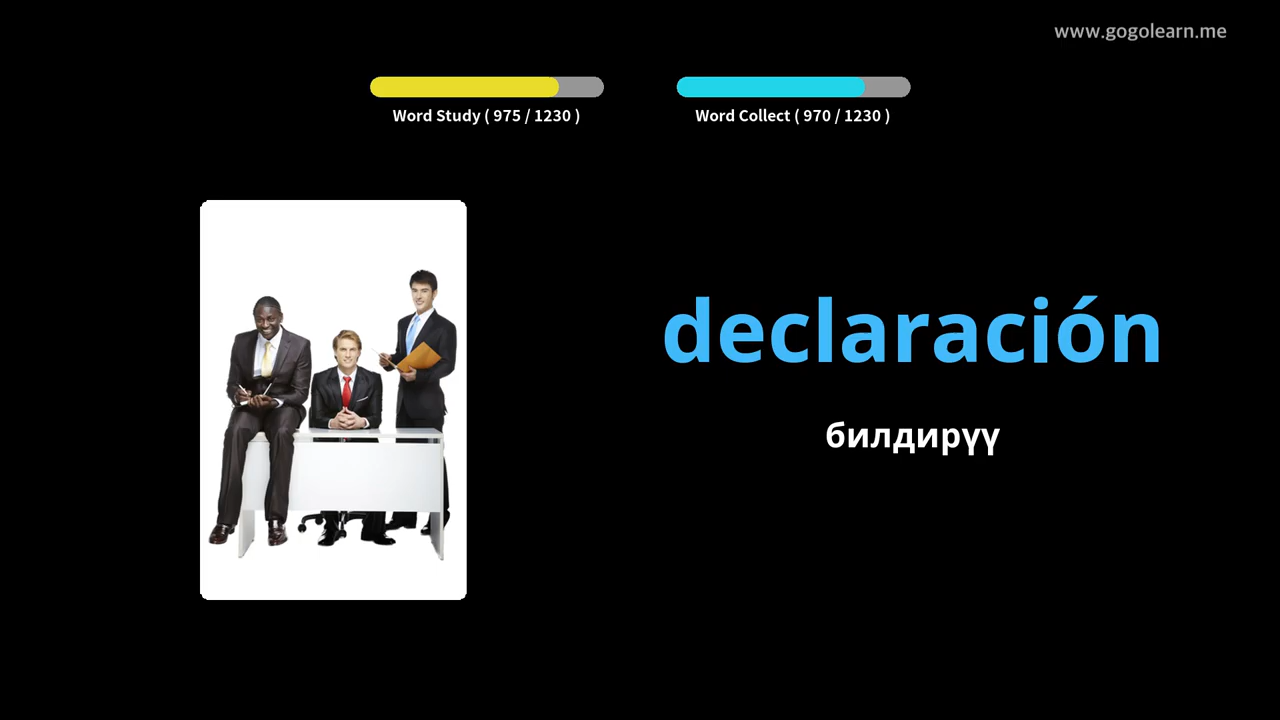 www.gogolearn.me
Word Study ( 975 / 1230 )
Word Collect ( 970 / 1230 )
declaración
билдирүү